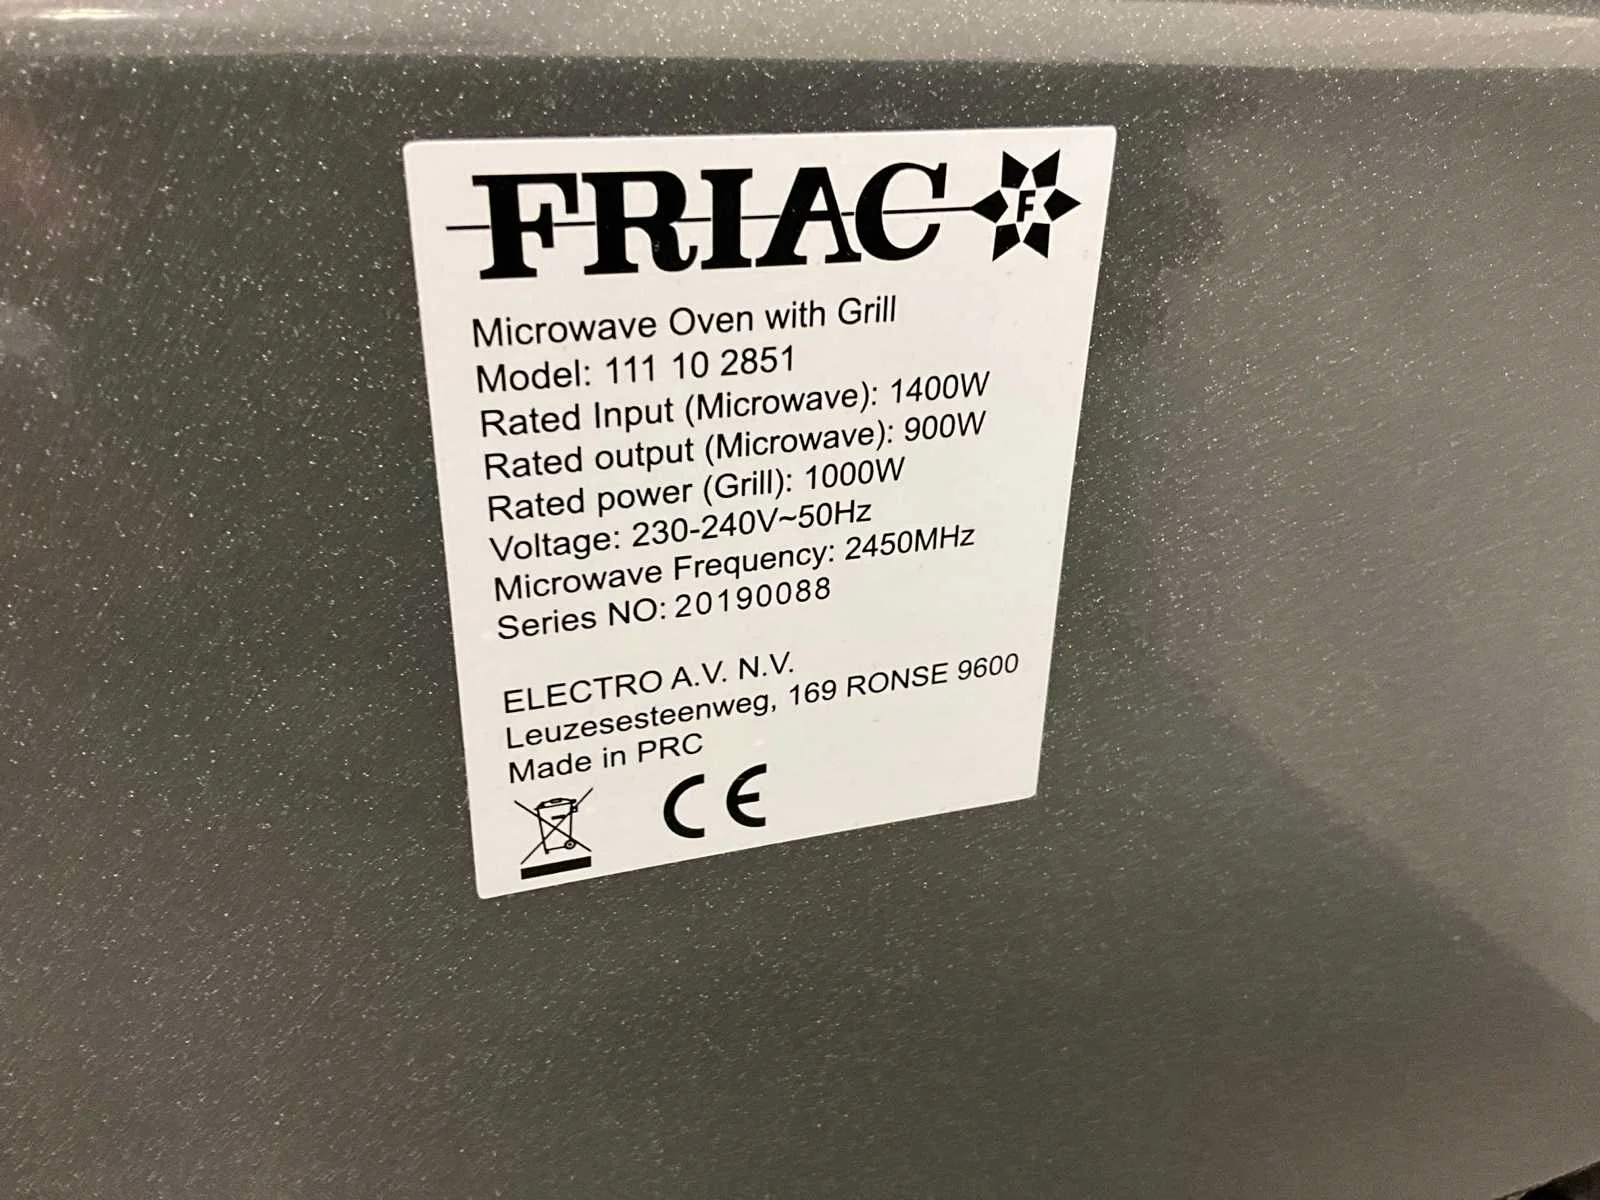 FRIAC F
Microwave Oven with Grill
Model: 111 10 2851
Rated Input (Microwave): 1400W
Rated output (Microwave): 900W
Rated power (Grill): 1000W
Voltage: 230-240V~50Hz
Microwave Frequency: 2450MHz
Series NO: 20190088
ELECTRO A.V. N.V.
Leuzesesteenweg, 169 RONSE 9600
Made in PRC
CE